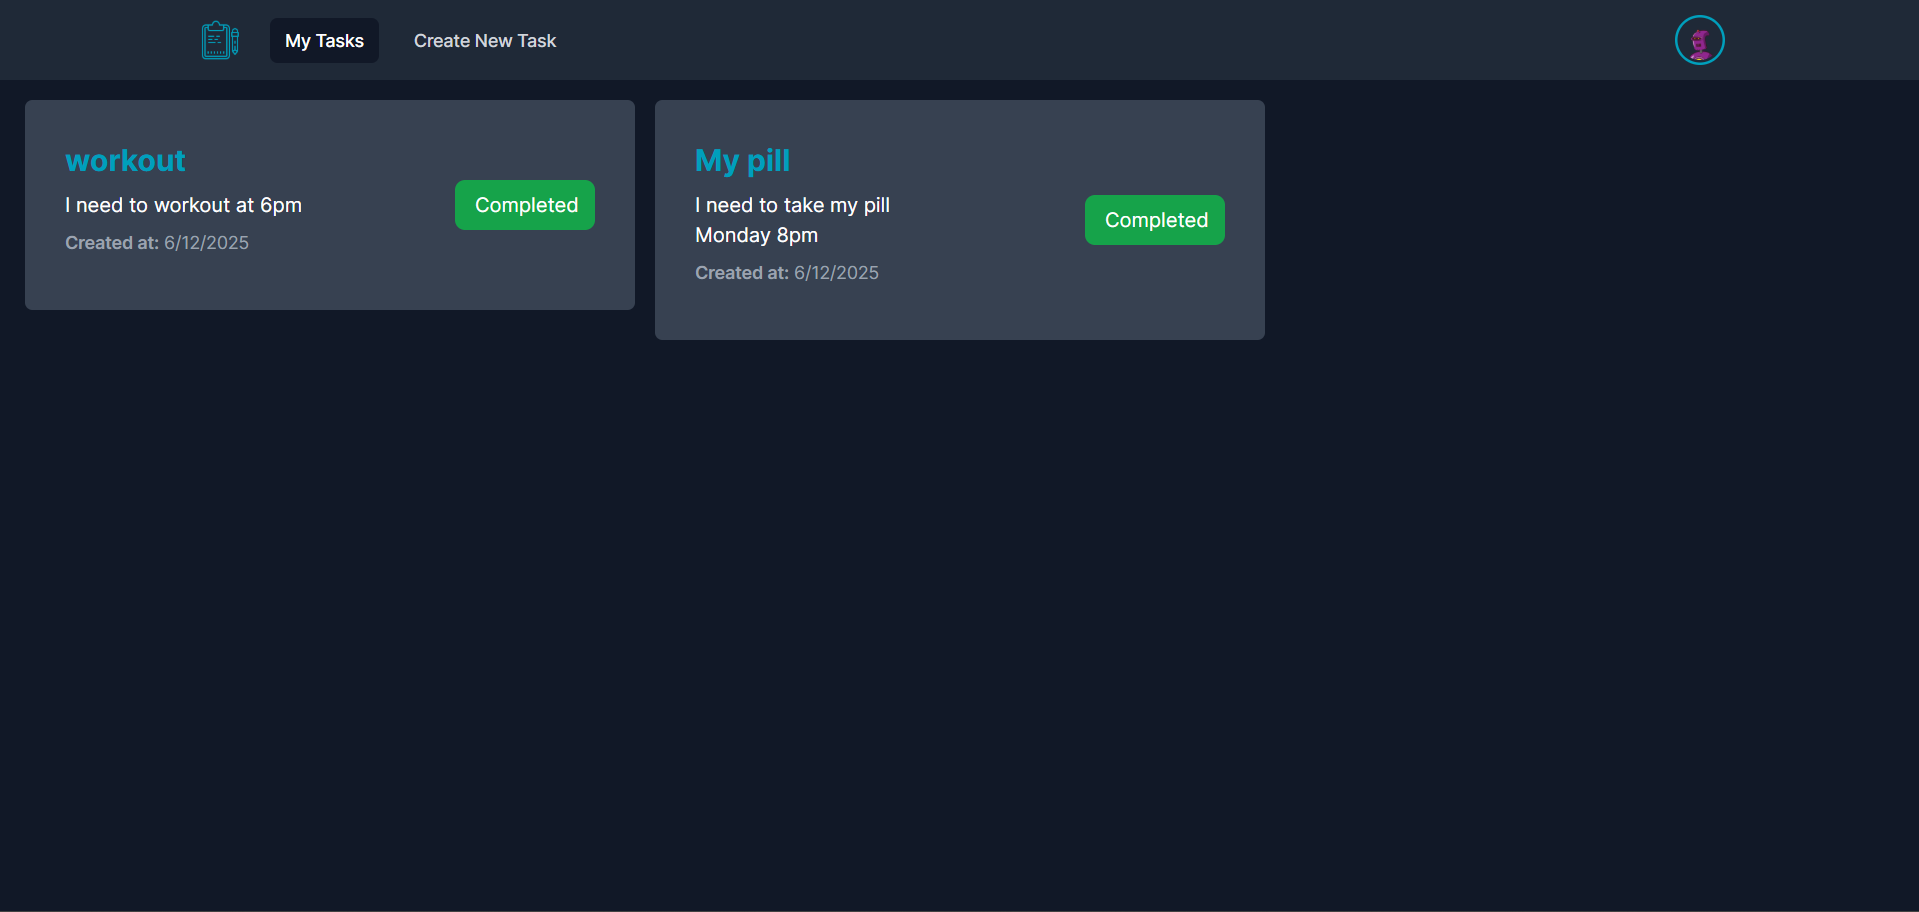 My Tasks
Create New Task
workout
I need to workout at 6pm
Created at: 6/12/2025
Completed
My pill
I need to take my pill
Monday 8pm
Created at: 6/12/2025
Completed